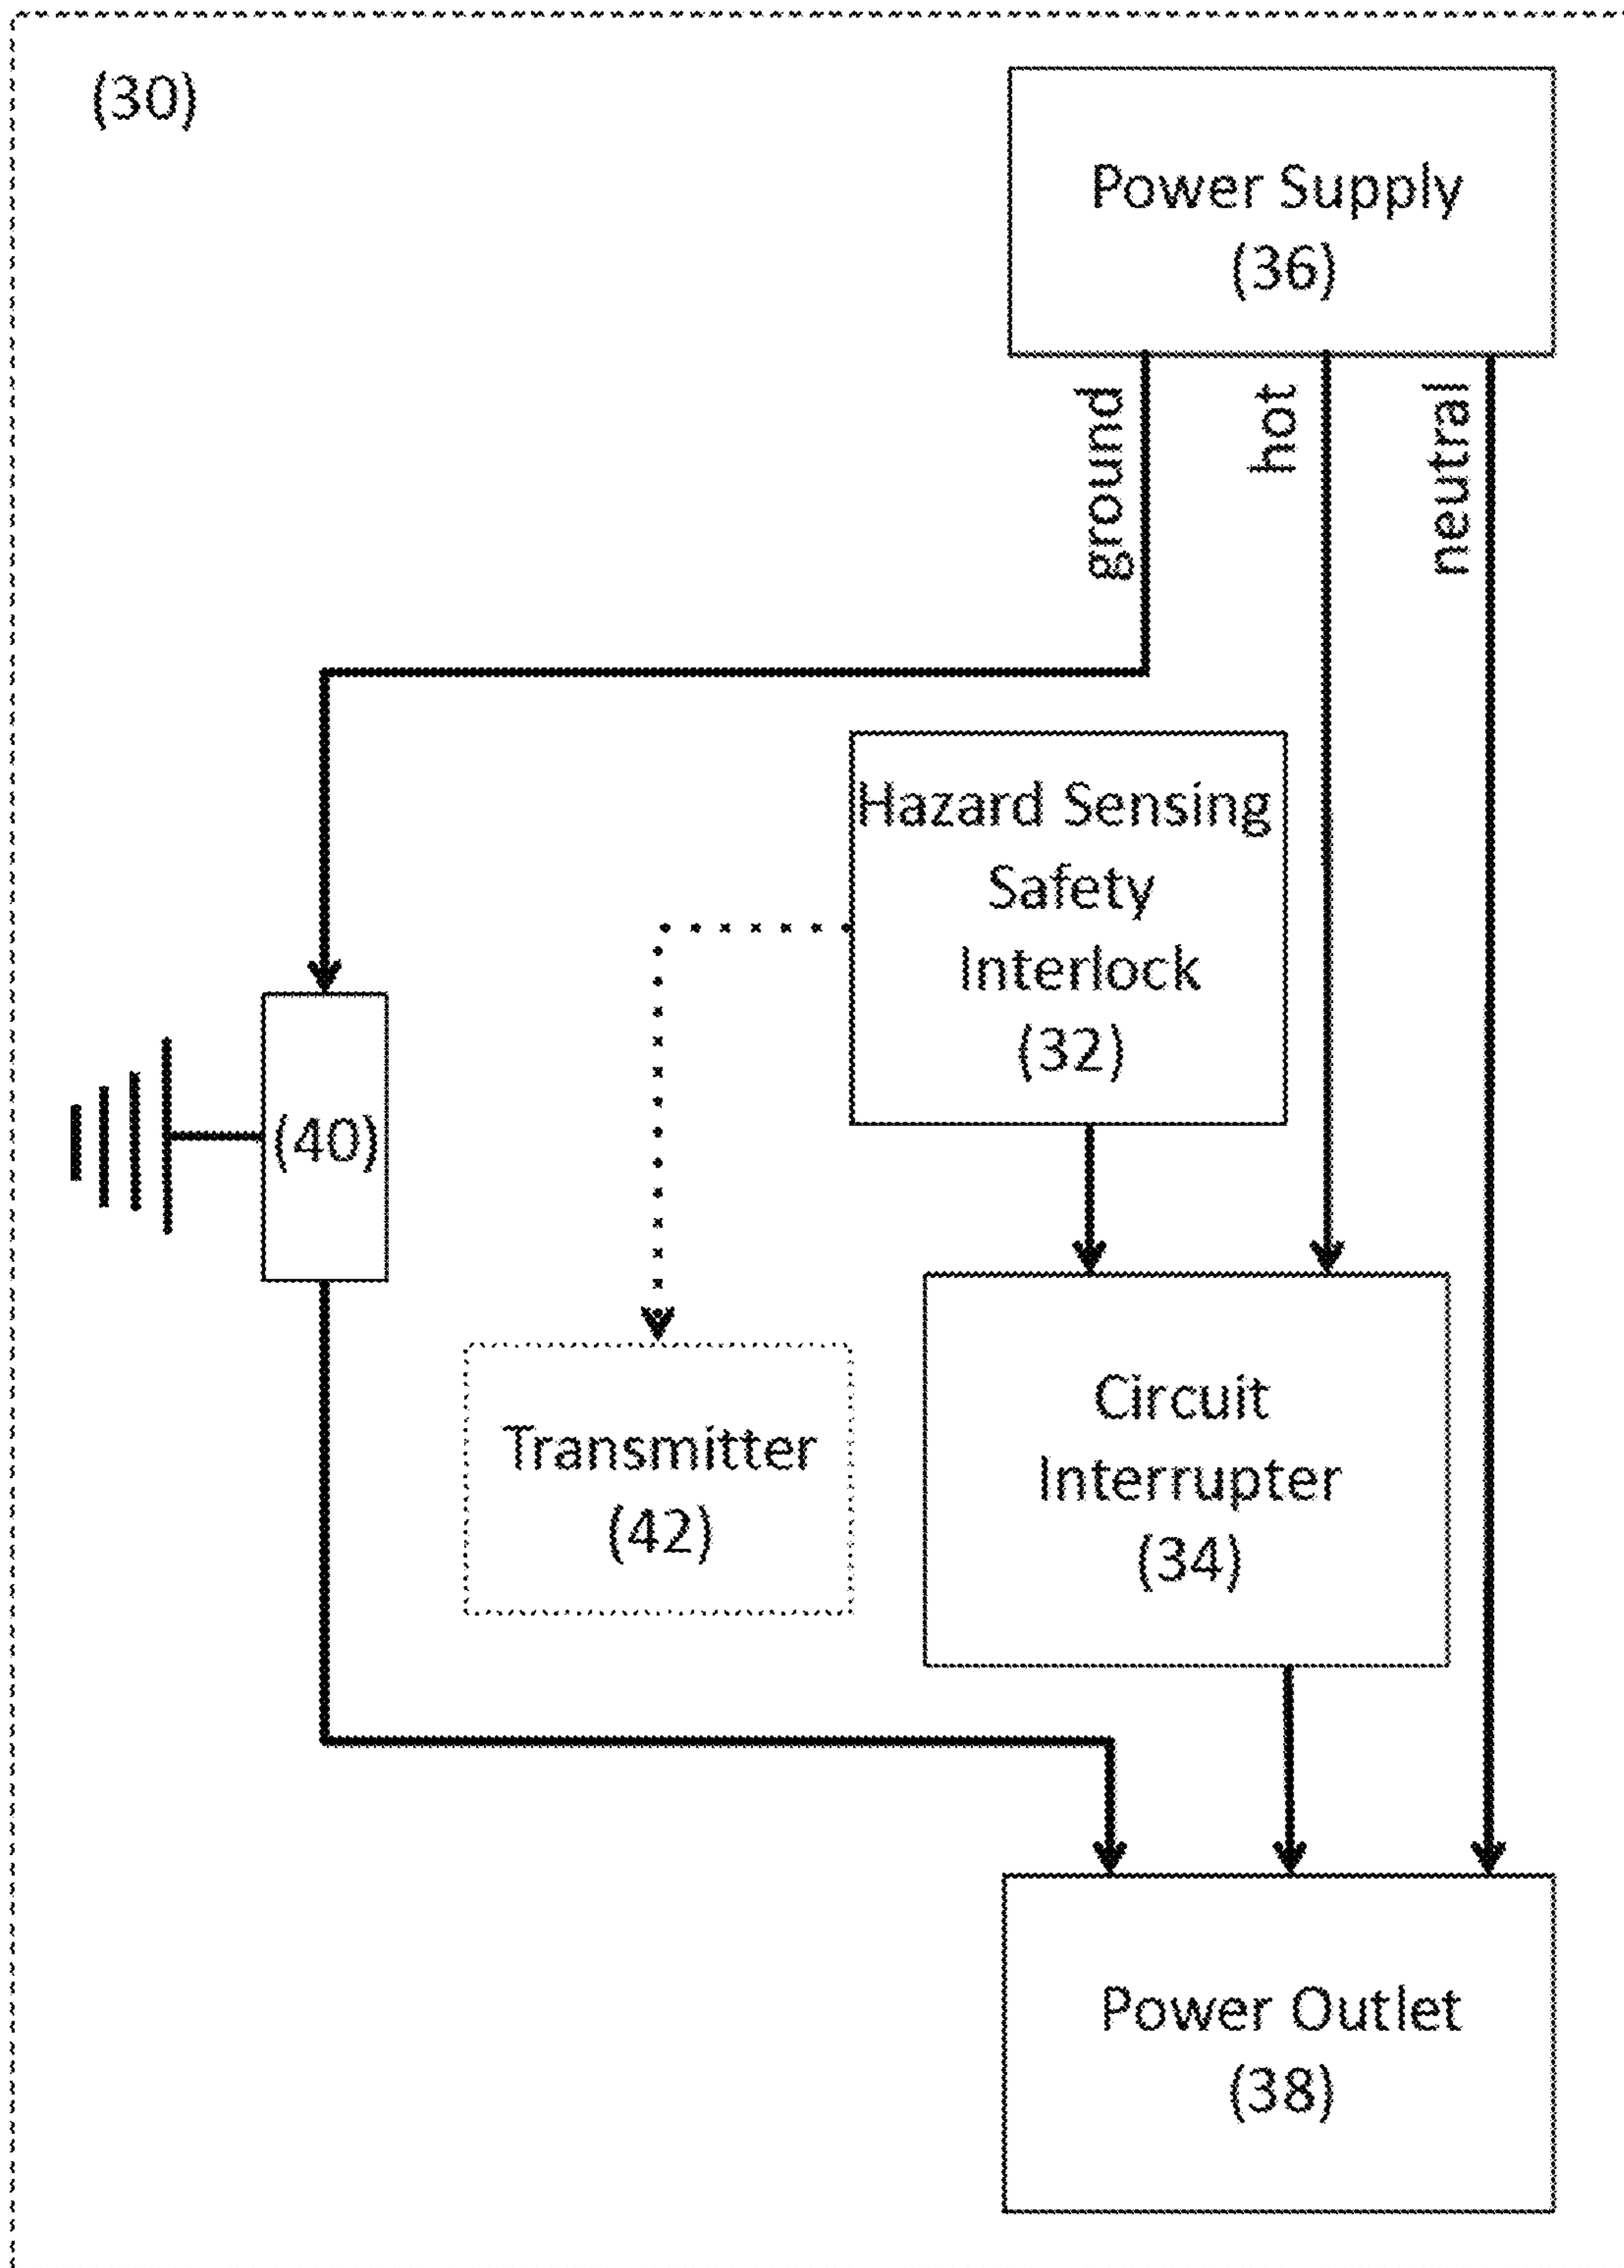 (30)
Power Supply
(36)
ground
hot
neutral
Hazard Sensing
Safety
Interlock
(32)
(40)
Transmitter
(42)
Circuit
Interrupter
(34)
Power Outlet
(38)